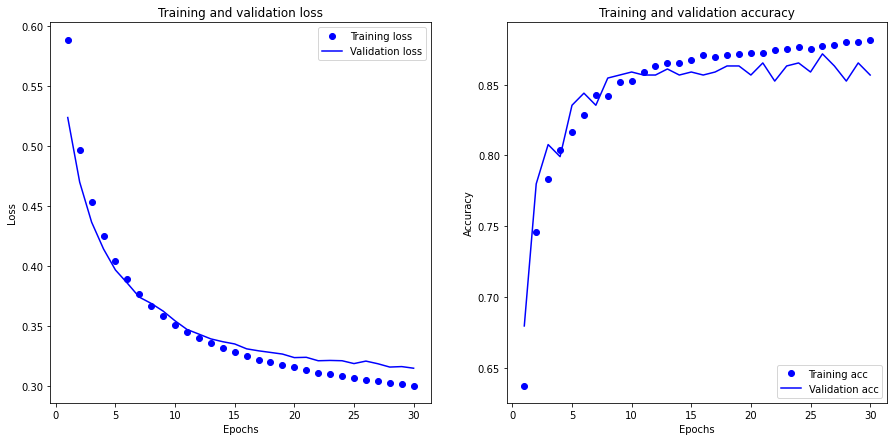 Training and validation loss
Training loss
Validation loss
0.60
0.55
0.50
0.45
0.40
0.35
0.30
Loss
0 5 10 15 20 25 30
Epochs
Training and validation accuracy
0.85
0.80
0.75
0.70
0.65
Accuracy
Training acc
Validation acc
0 5 10 15 20 25 30
Epochs